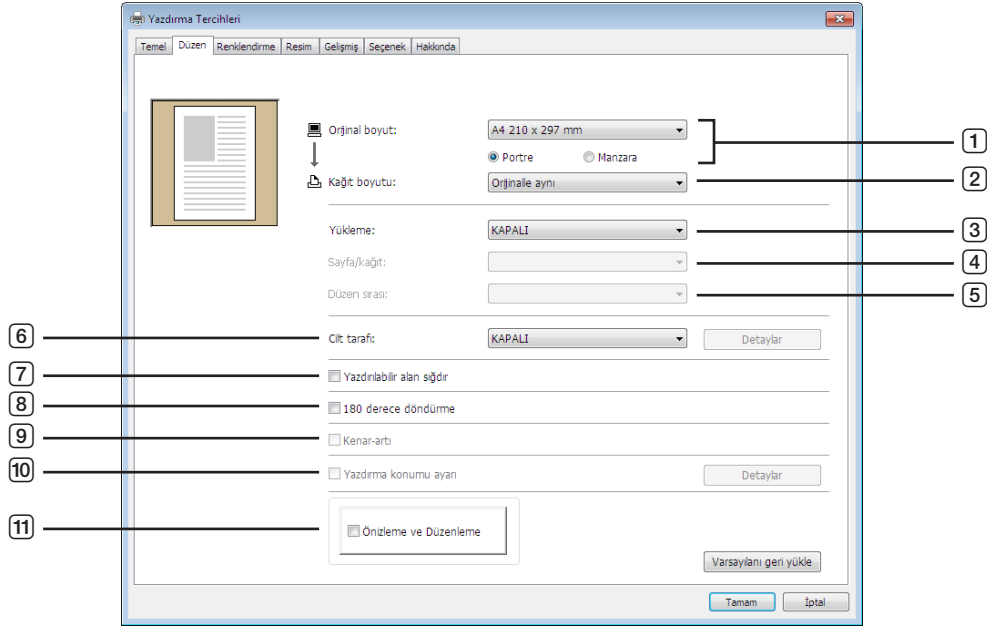 Yazdırma Tercihleri
Temel Düzen Renklendirme Resim Gelişmiş Seçenek Hakkında
Orijinal boyut: A4 210 x 297 mm
1
Portre Manzara
Kağıt boyutu: Orijinalle aynı 2
Yükleme: KAPALI 3
Sayfa/kağıt: 4
Düzen sırası: 5
6 Cilt tarafı: KAPALI Detaylar
7 Yazdırılabilir alan sığdır
8 180 derece döndürme
9 Kenar-artı
10 Yazdırma konumu ayarı Detaylar
11 Önizleme ve Düzenleme
Varsayılanı geri yükle
Tamam İptal